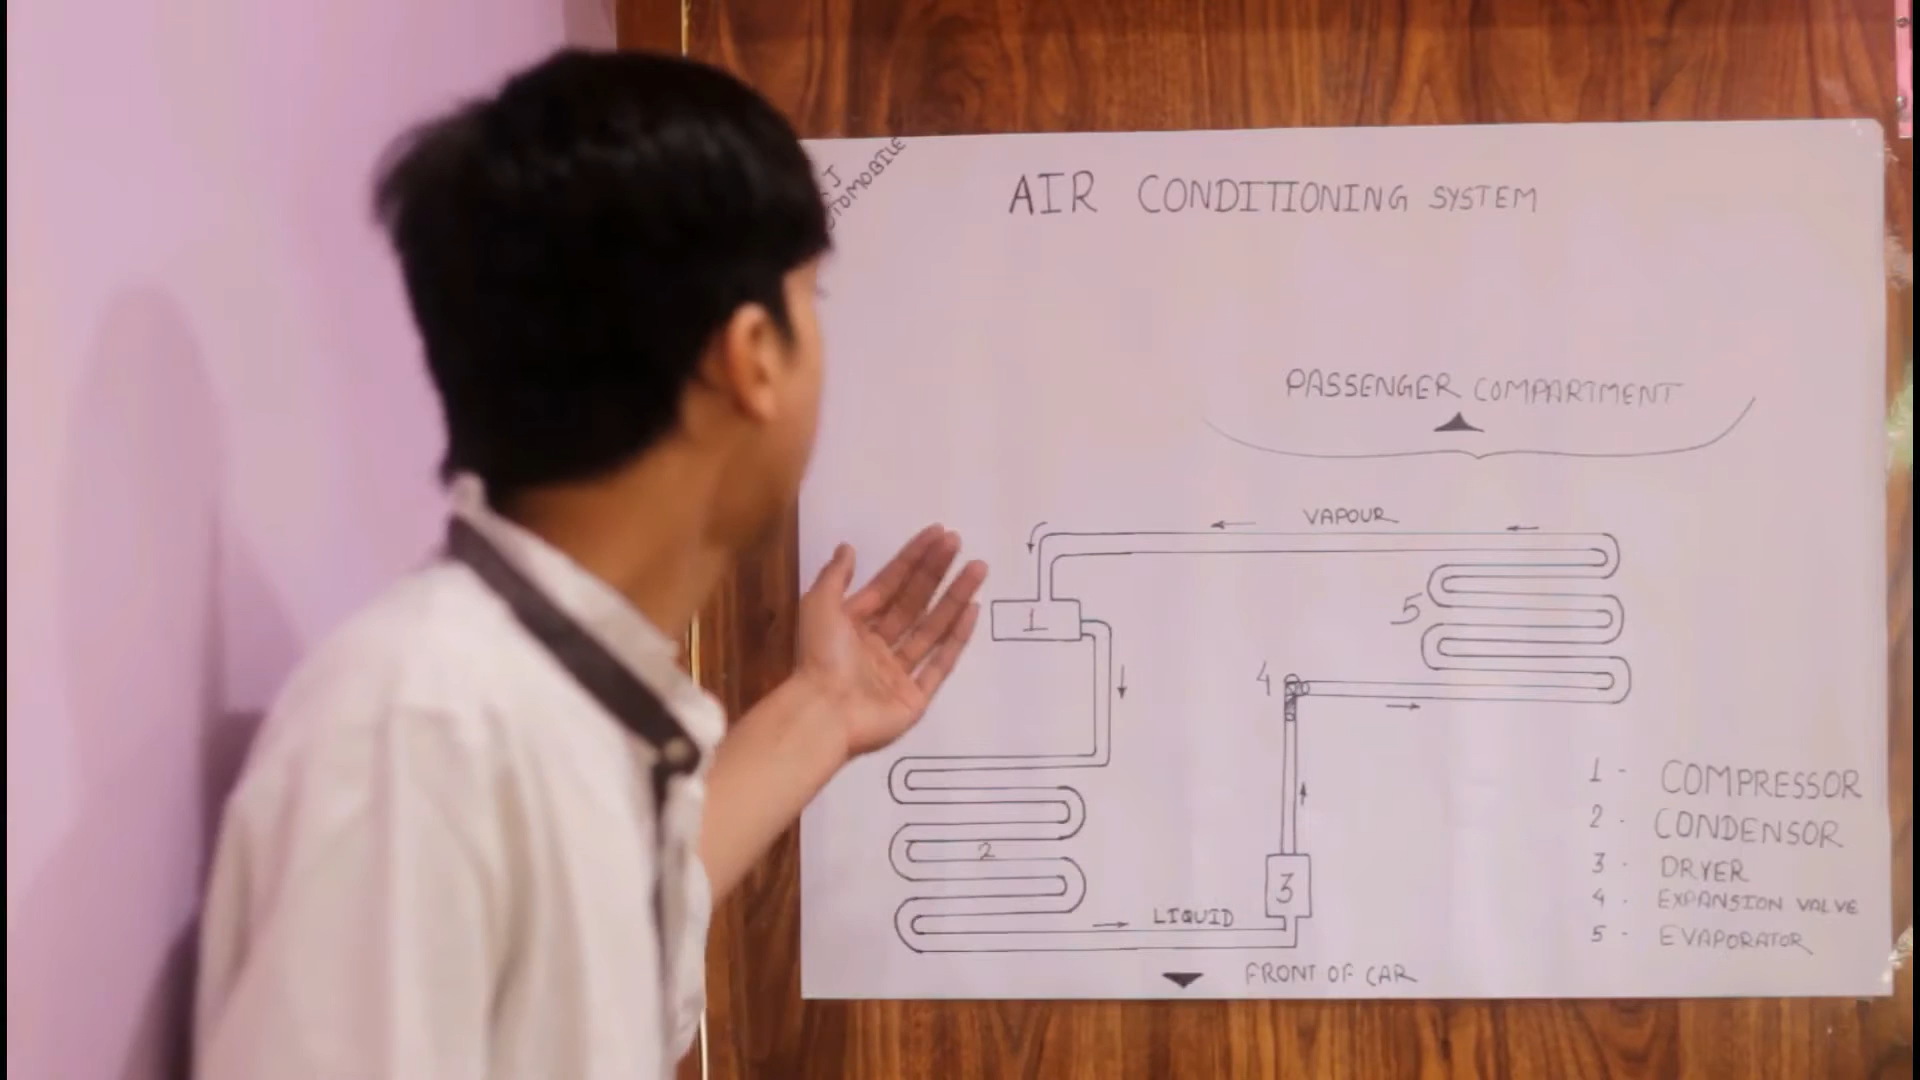 J
AIR CONDITIONING SYSTEM
PASSENGER COMPARTMENT
VAPOUR
1
5
4
2
3
LIQUID
FRONT OF CAR
1 - COMPRESSOR
2 - CONDENSOR
3 - DRYER
4 - EXPANSION VALVE
5 - EVAPORATOR